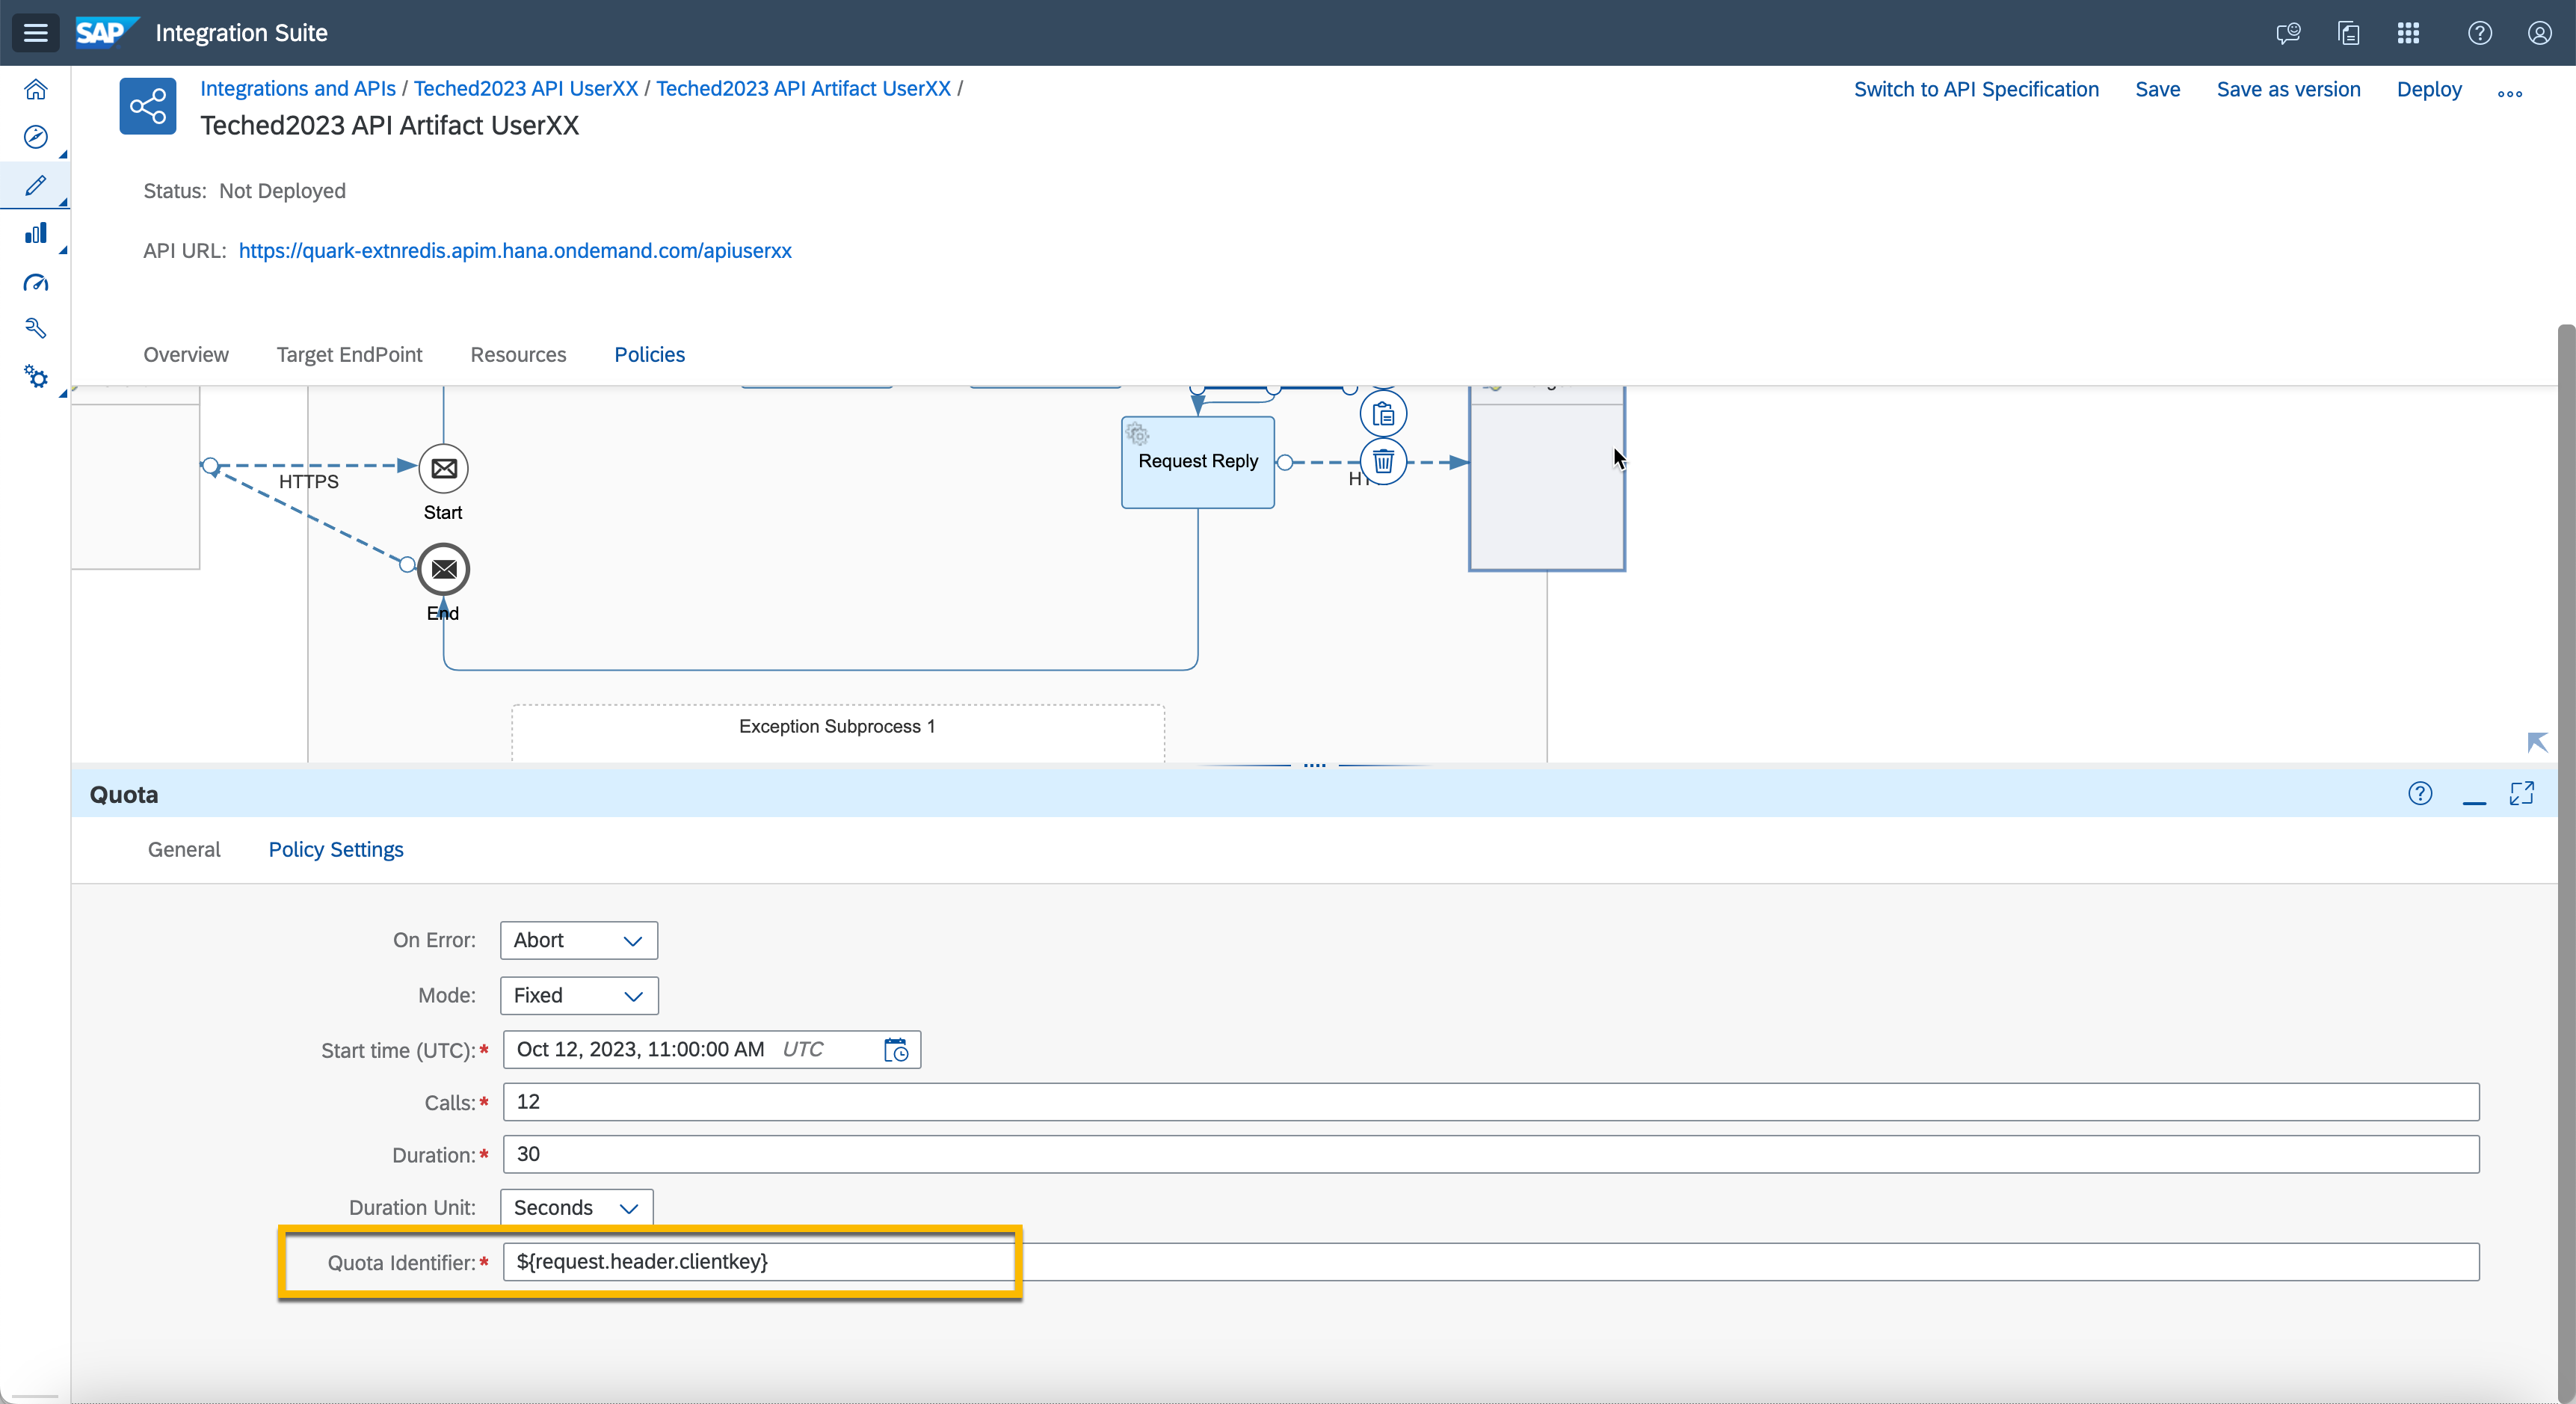 SAP Integration Suite
Integrations and APIs / Teched2023 API UserXX / Teched2023 API Artifact UserXX /
Teched2023 API Artifact UserXX
Switch to API Specification Save Save as version Deploy
Status: Not Deployed
API URL: https://quark-extnredis.apim.hana.ondemand.com/apiuserxx
Overview Target EndPoint Resources Policies
Request Reply
HTTPS
Start
End
Exception Subprocess 1
Quota
General Policy Settings
On Error: Abort
Mode: Fixed
Start time (UTC):* Oct 12, 2023, 11:00:00 AM UTC
Calls:* 12
Duration:* 30
Duration Unit: Seconds
Quota Identifier:* ${request.header.clientkey}